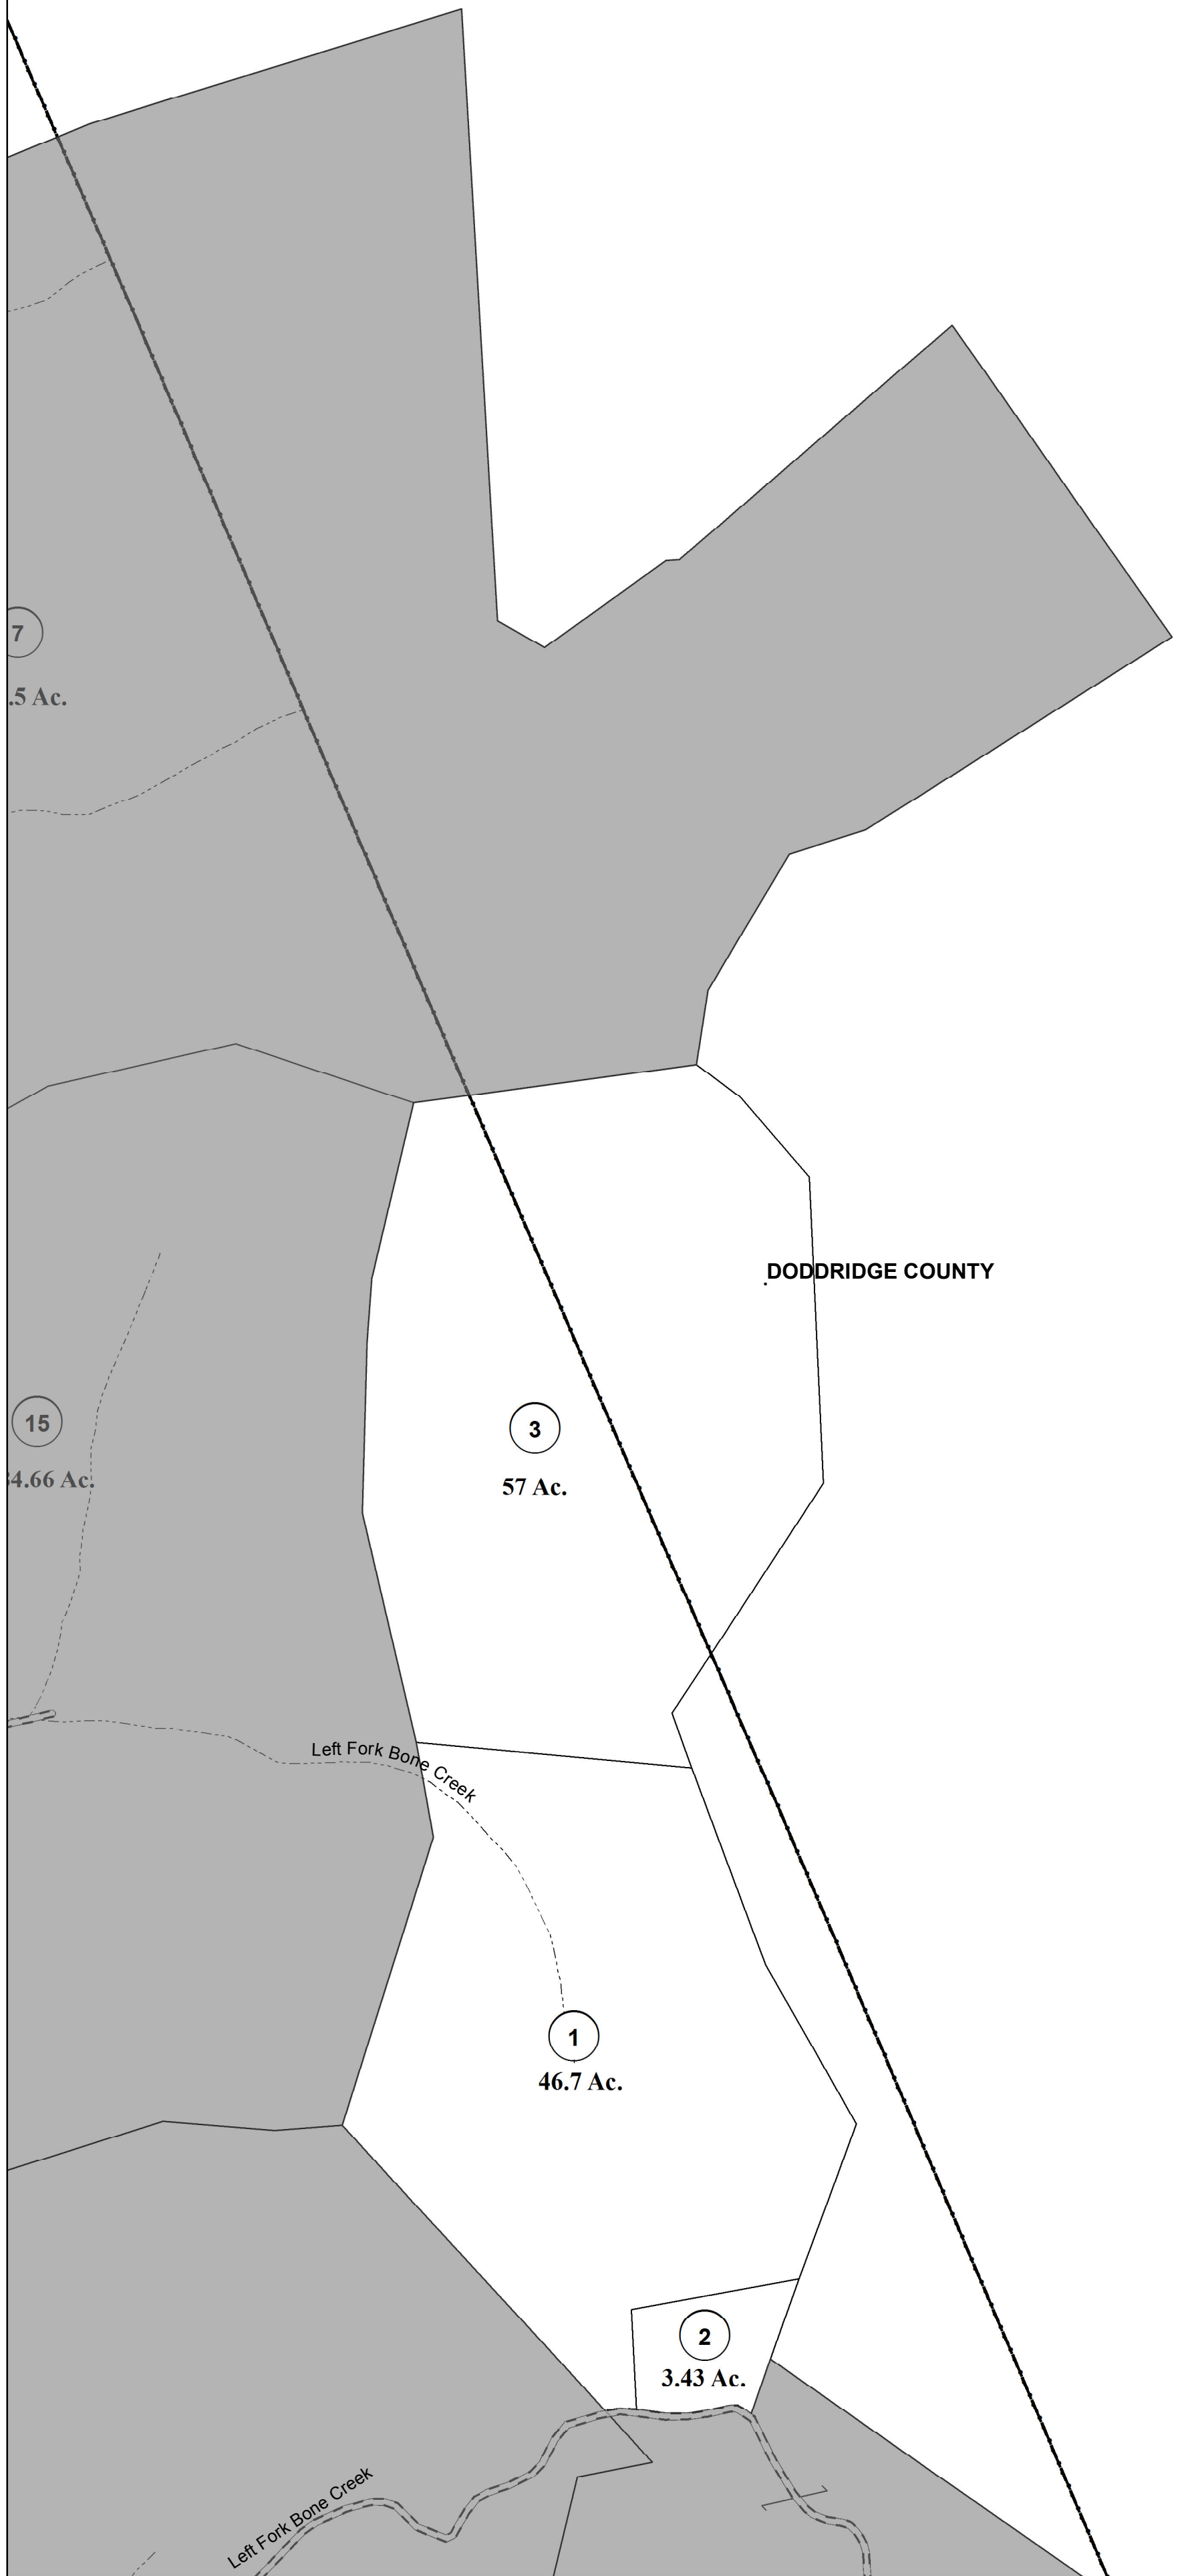 7
.5 Ac.
DODDRIDGE COUNTY
15
4.66 Ac.
3
57 Ac.
Left Fork Bone Creek
1
46.7 Ac.
2
3.43 Ac.
Left Fork Bone Creek